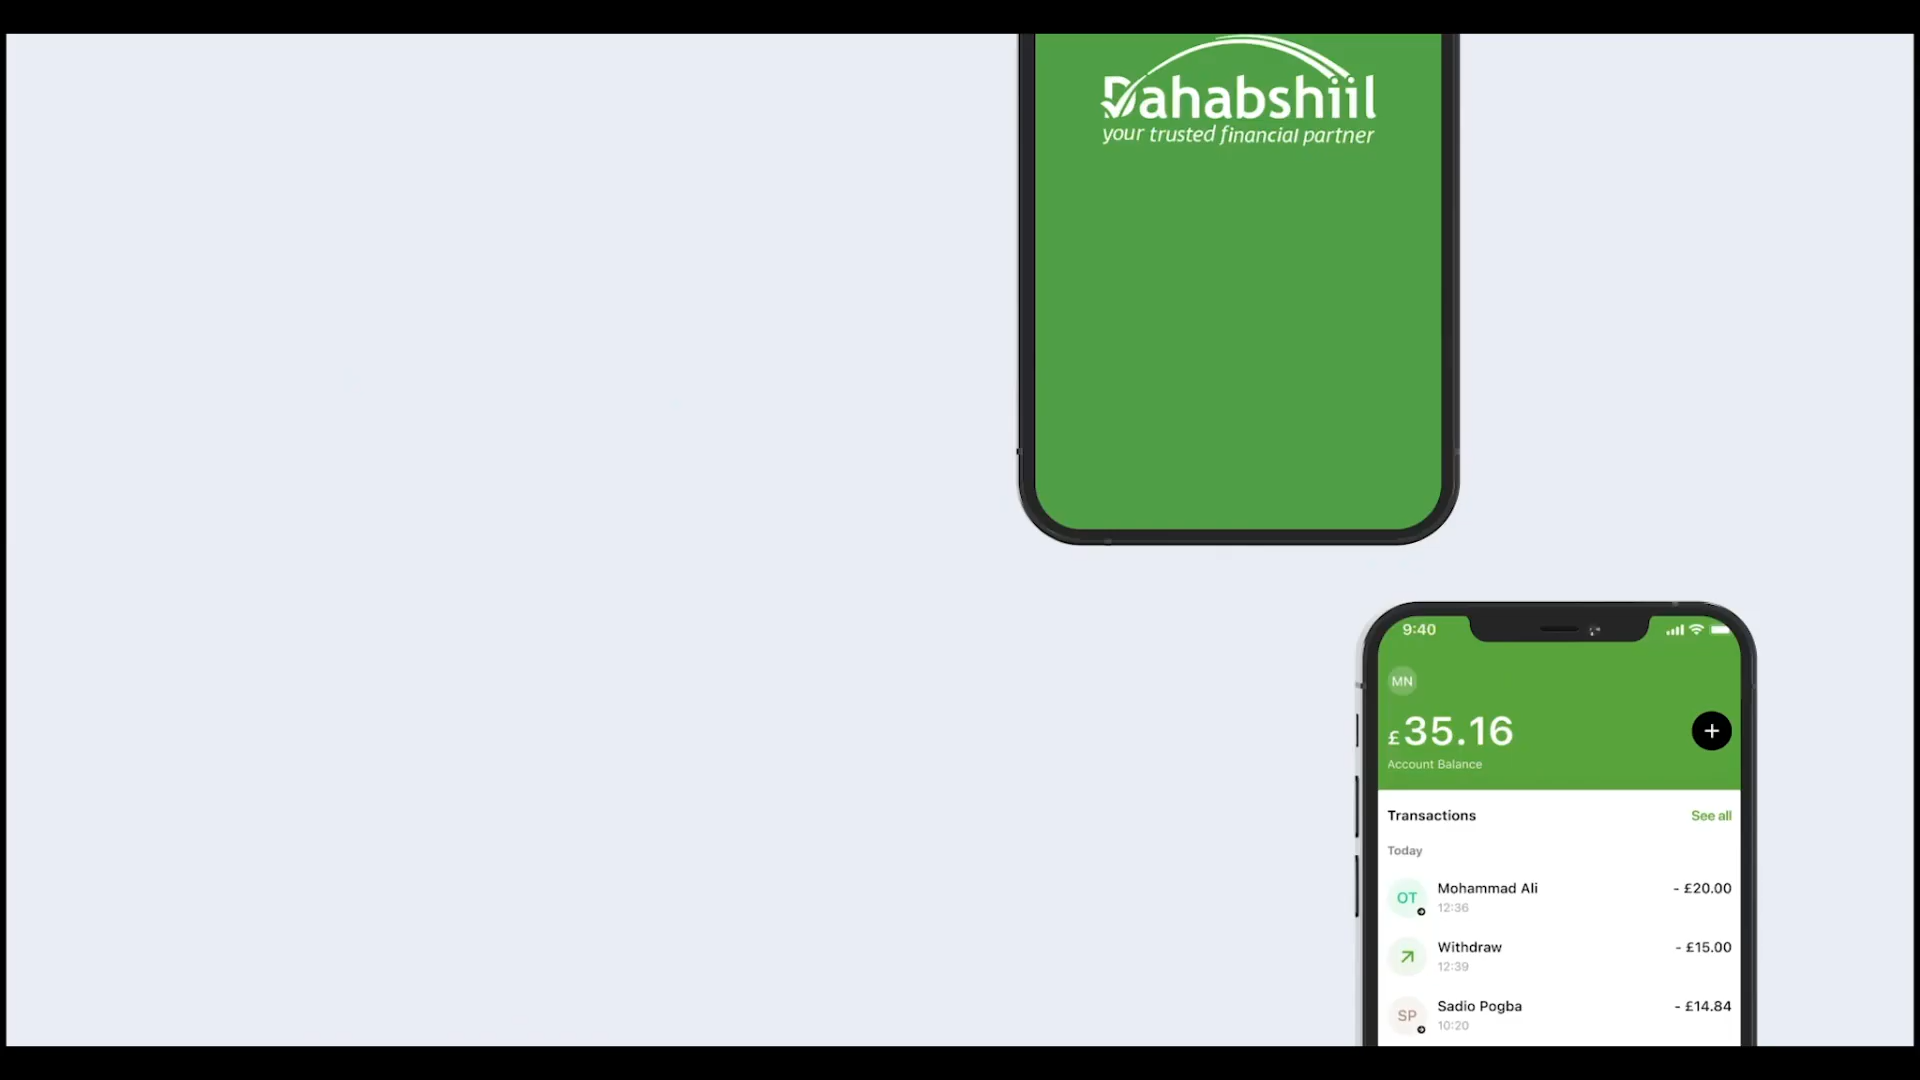 Dahabshiil
your trusted financial partner
9:40
MN
£35.16
Account Balance
+
Transactions
See all
Today
OT
Mohammad Ali
- £20.00
12:36
Withdraw
- £15.00
12:39
SP
Sadio Pogba
- £14.84
10:20